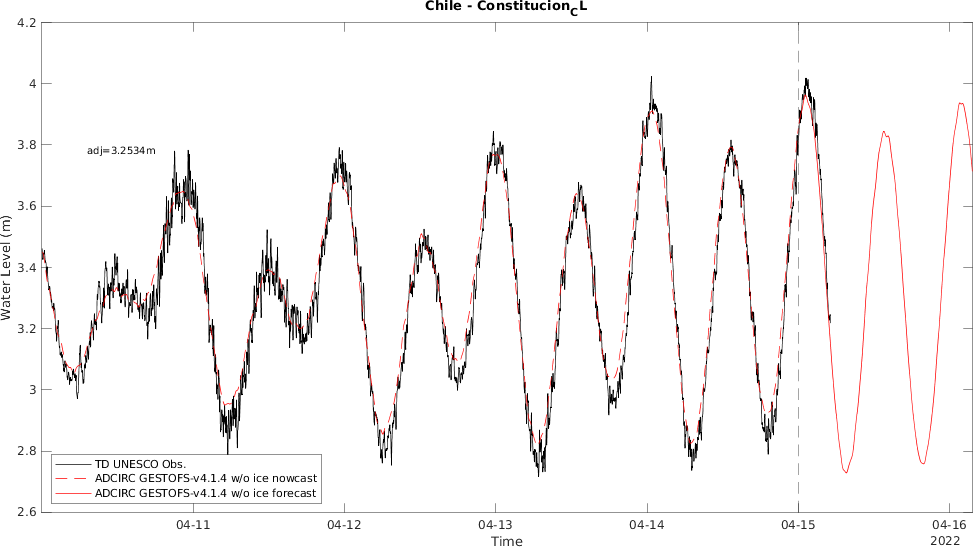 Chile - Constitucion_CL
4.2
4
3.8
3.6
3.4
3.2
3
2.8
2.6
Water Level (m)
adj=3.2534m
TD UNESCO Obs.
ADCIRC GESTOFS-v4.1.4 w/o ice nowcast
ADCIRC GESTOFS-v4.1.4 w/o ice forecast
04-11
04-12
04-13
04-14
04-15
04-16
Time
2022